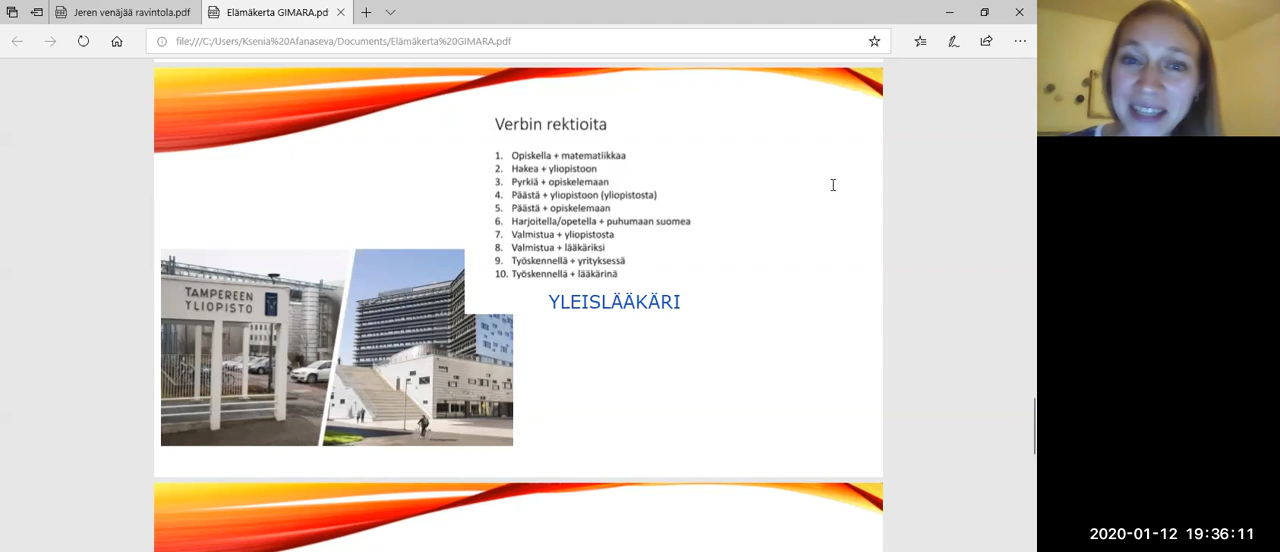 Jeren venäjää ravintola.pdf
Elämäkerta GIMARA.pd
file:///C:/Users/Ksenia%20Afanaseva/Documents/Elämäkerta%20GIMARA.pdf
Verbin rektioita
1. Opiskella + matematiikkaa
2. Hakea + yliopistoon
3. Pyrkiä + opiskelemaan
4. Päästä + yliopistoon (yliopistosta)
5. Päästä + opiskelemaan
6. Harjoitella/opetella + puhumaan suomea
7. Valmistua + yliopistosta
8. Valmistua + lääkäriksi
9. Työskennellä + yrityksessä
10. Työskennellä + lääkärinä
YLEISLÄÄKÄRI
TAMPEREEN
YLIOPISTO
2020-01-12 19:36:11